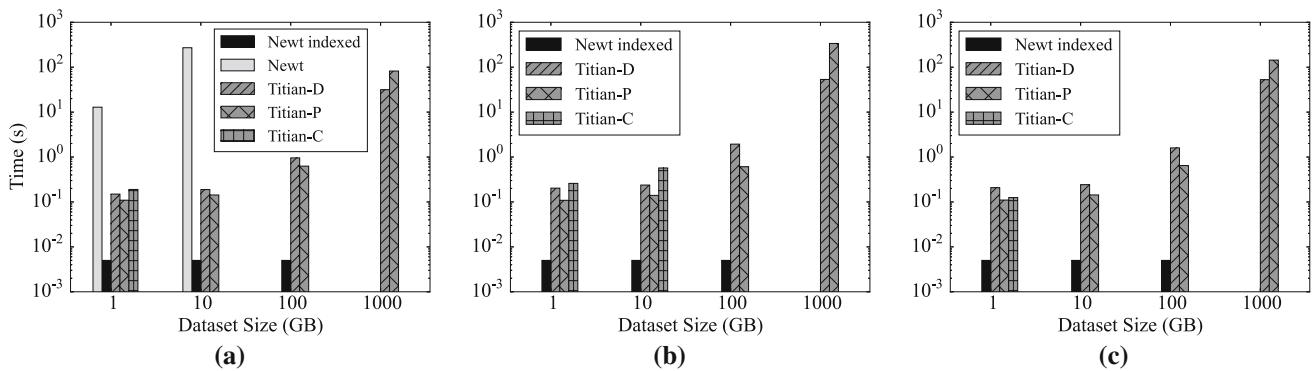 10³
10²
10¹
10⁰
10⁻¹
10⁻²
10⁻³
Time (s)
Newt indexed
Newt
Titian-D
Titian-P
Titian-C
1 10 100 1000
Dataset Size (GB)
(a)
10³
10²
10¹
10⁰
10⁻¹
10⁻²
10⁻³
Newt indexed
Titian-D
Titian-P
Titian-C
1 10 100 1000
Dataset Size (GB)
(b)
10³
10²
10¹
10⁰
10⁻¹
10⁻²
10⁻³
Newt indexed
Titian-D
Titian-P
Titian-C
1 10 100 1000
Dataset Size (GB)
(c)